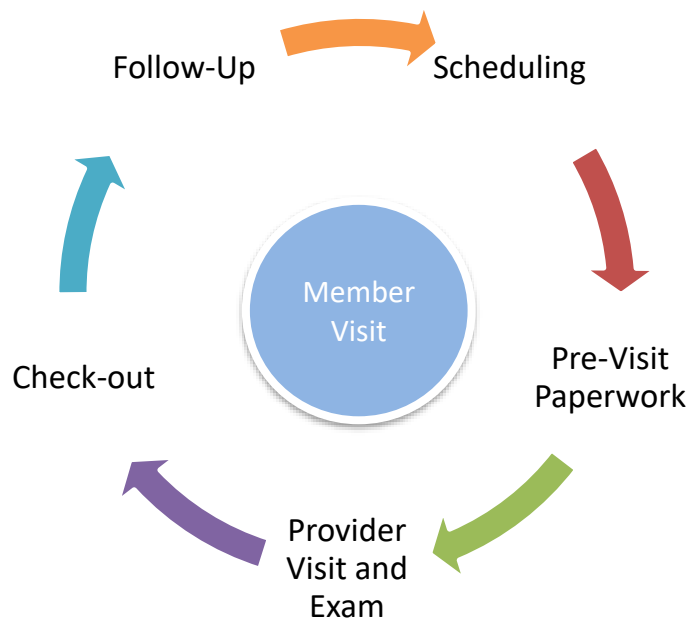 Follow-Up
Scheduling
Member
Visit
Pre-Visit
Paperwork
Check-out
Provider
Visit and
Exam